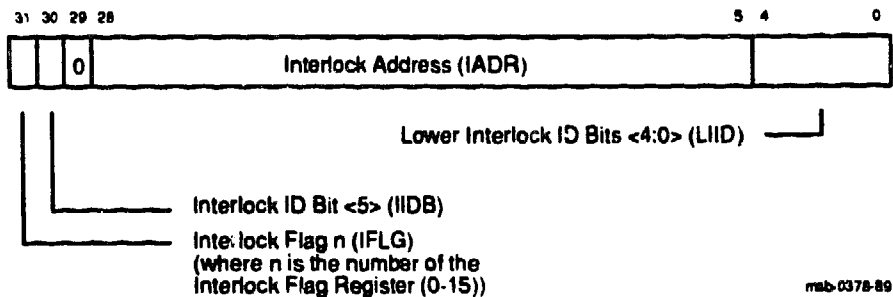 31 30 29 28 5 4 0
0 Interlock Address (IADR)
Lower Interlock ID Bits <4:0> (LIID)
Interlock ID Bit <5> (IIDB)
Interlock Flag n (IFLG)
(where n is the number of the
Interlock Flag Register (0-15))
msb-0378-89